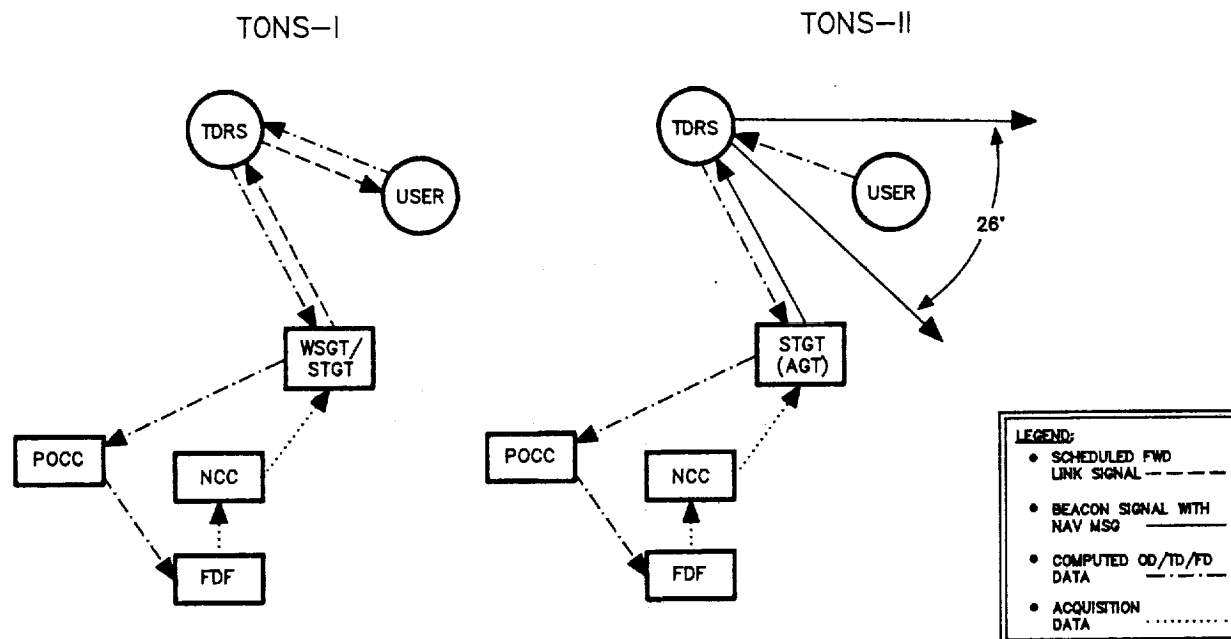 TONS-I
TONS-II
TDRS
USER
WSGT/
STGT
POCC
NCC
FDF
TDRS
USER
26°
STGT
(AGT)
POCC
NCC
FDF
LEGEND:
• SCHEDULED FWD
LINK SIGNAL
• BEACON SIGNAL WITH
NAV MSG
• COMPUTED OD/TD/FD
DATA
• ACQUISITION
DATA